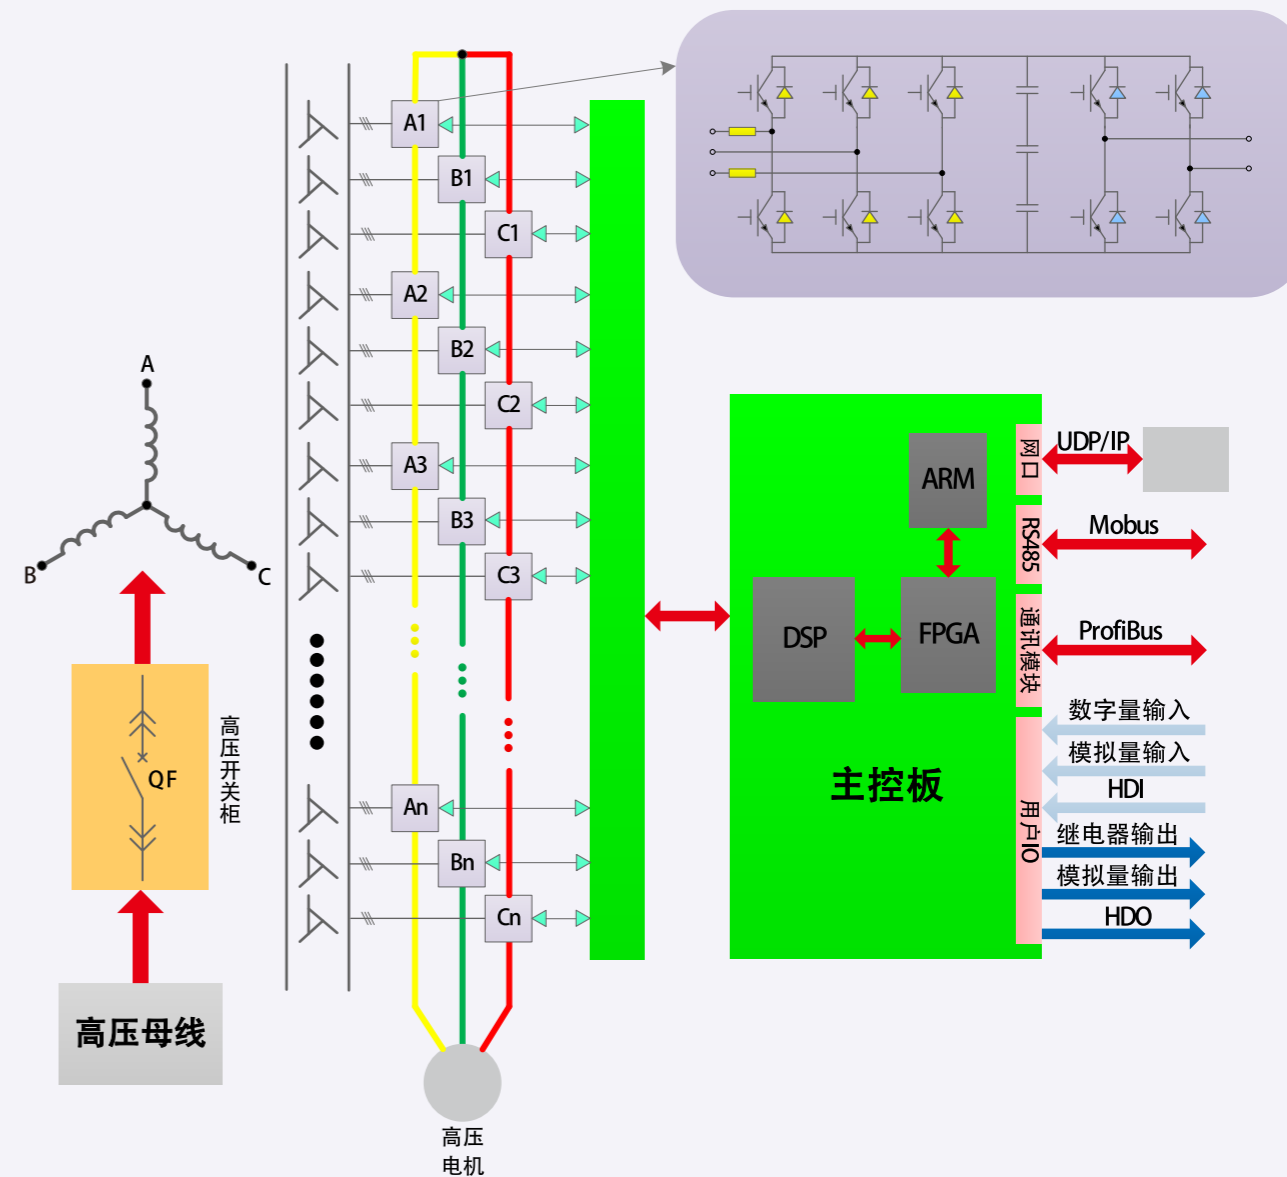 A
B
C
QF
高压开关柜
高压母线
A1
B1
C1
A2
B2
C2
A3
B3
C3
An
Bn
Cn
高压
电机
ARM
DSP
FPGA
主控板
网口
RS485
通讯模块
用户IO
UDP/IP
Mobus
ProfiBus
数字量输入
模拟量输入
HDI
继电器输出
模拟量输出
HDO